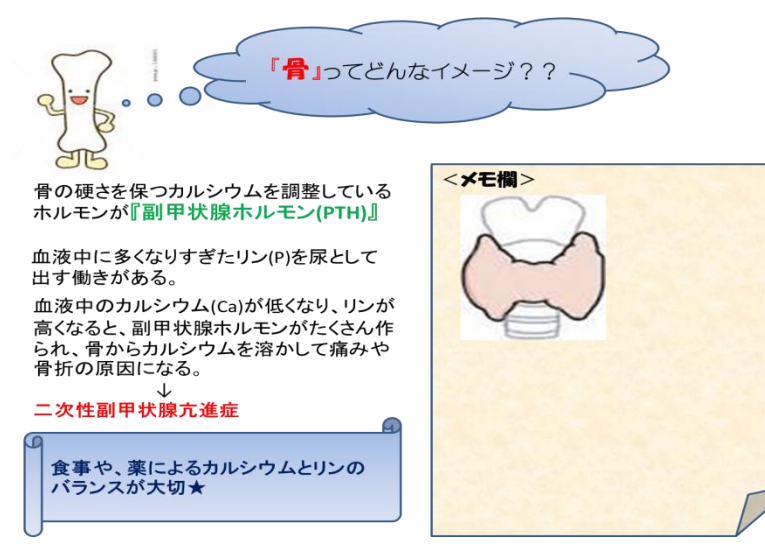 『骨』ってどんなイメージ？？
骨の硬さを保つカルシウムを調整している
ホルモンが『副甲状腺ホルモン(PTH)』
血液中に多くなりすぎたリン(P)を尿として
出す働きがある。
血液中のカルシウム(Ca)が低くなり、リンが
高くなると、副甲状腺ホルモンがたくさん作
られ、骨からカルシウムを溶かして痛みや
骨折の原因になる。
↓
二次性副甲状腺亢進症
食事や、薬によるカルシウムとリンの
バランスが大切★
＜メモ欄＞